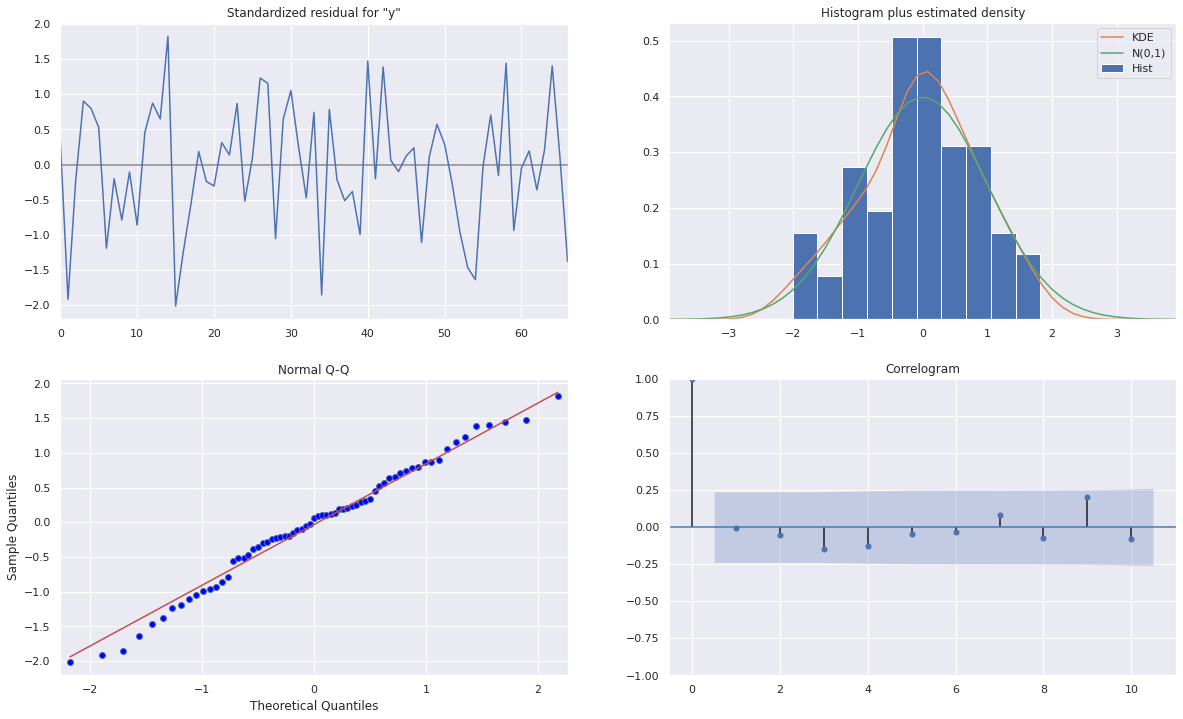 Standardized residual for "y"
2.0
1.5
1.0
0.5
0.0
−0.5
−1.0
−1.5
−2.0
0 10 20 30 40 50 60
Histogram plus estimated density
KDE
N(0,1)
Hist
0.5
0.4
0.3
0.2
0.1
0.0
−3 −2 −1 0 1 2 3
Normal Q-Q
Sample Quantiles
2.0
1.5
1.0
0.5
0.0
−0.5
−1.0
−1.5
−2.0
−2 −1 0 1 2
Theoretical Quantiles
Correlogram
1.00
0.75
0.50
0.25
0.00
−0.25
−0.50
−0.75
−1.00
0 2 4 6 8 10